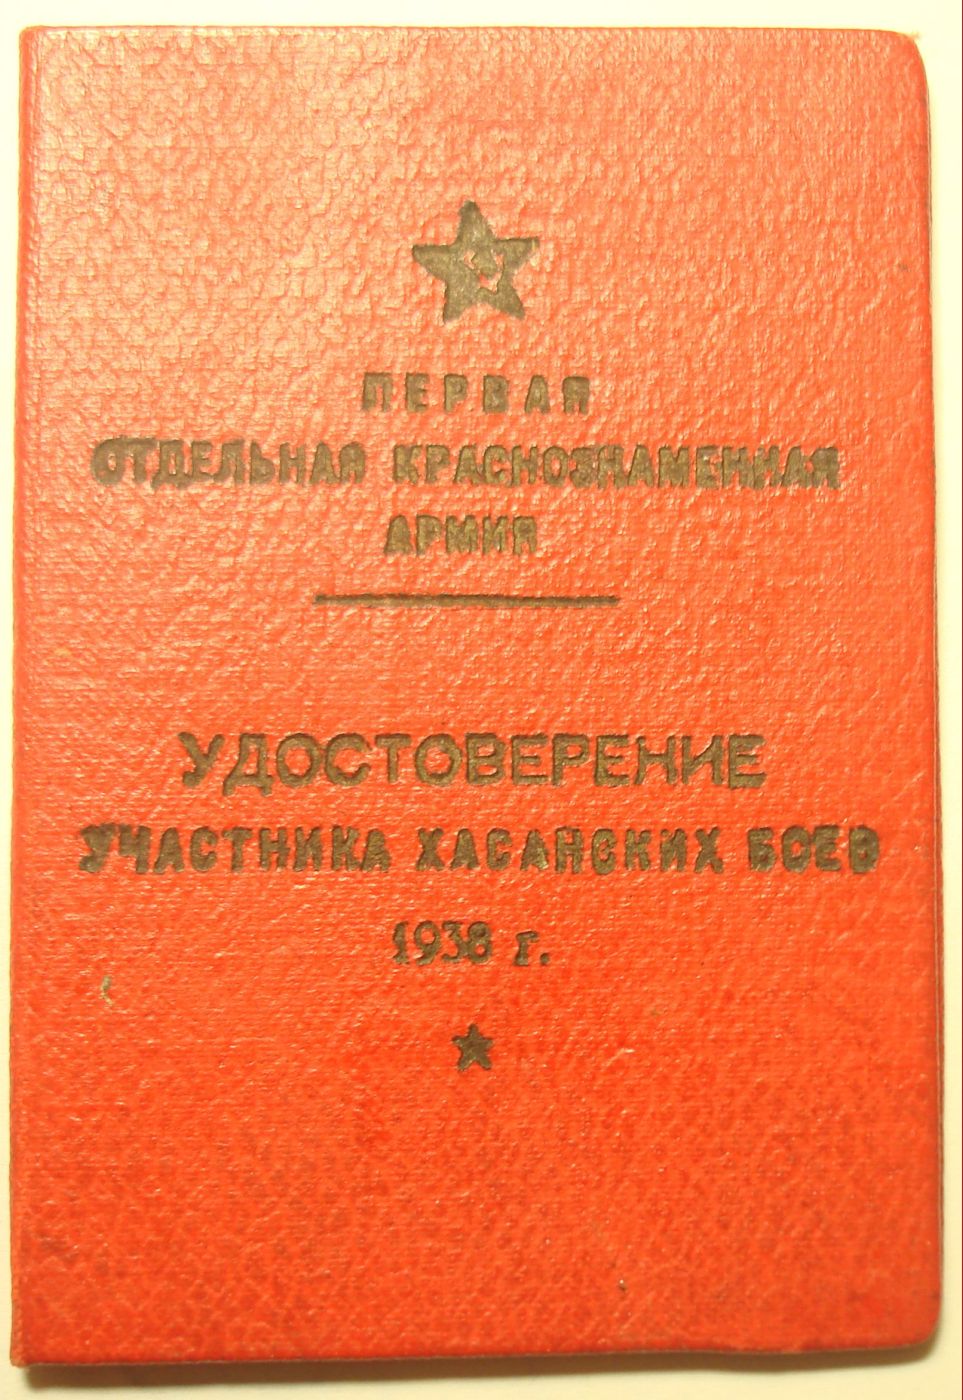 ПЕРВАЯ
ОТДЕЛЬНАЯ КРАСНОЗНАМЕННАЯ
АРМИЯ
УДОСТОВЕРЕНИЕ
УЧАСТНИКА ХАСАНСКИХ БОЕВ
1938 г.